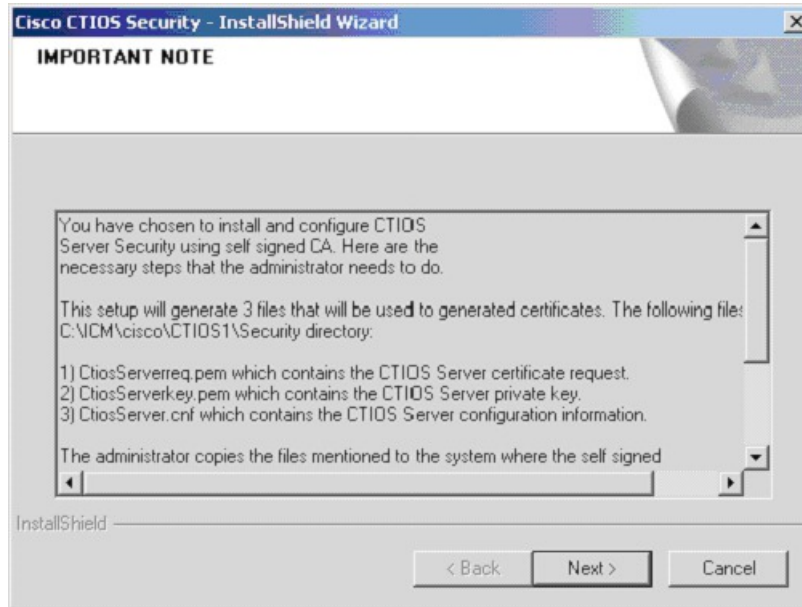 Cisco CTIOS Security - InstallShield Wizard
IMPORTANT NOTE
You have chosen to install and configure CTIOS
Server Security using self signed CA. Here are the
necessary steps that the administrator needs to do.
This setup will generate 3 files that will be used to generated certificates. The following files
C:\ICM\cisco\CTIOS1\Security directory:
1) CtiosServerreq.pem which contains the CTIOS Server certificate request.
2) CtiosServerkey.pem which contains the CTIOS Server private key.
3) CtiosServer.cnf which contains the CTIOS Server configuration information.
The administrator copies the files mentioned to the system where the self signed
InstallShield
< Back
Next >
Cancel